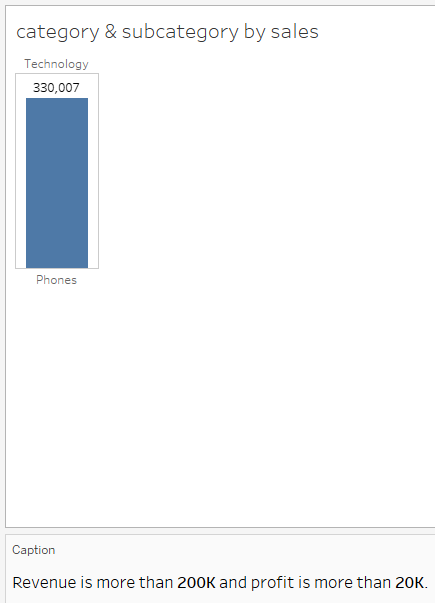 category & subcategory by sales
Technology
330,007
Phones
Caption
Revenue is more than 200K and profit is more than 20K.